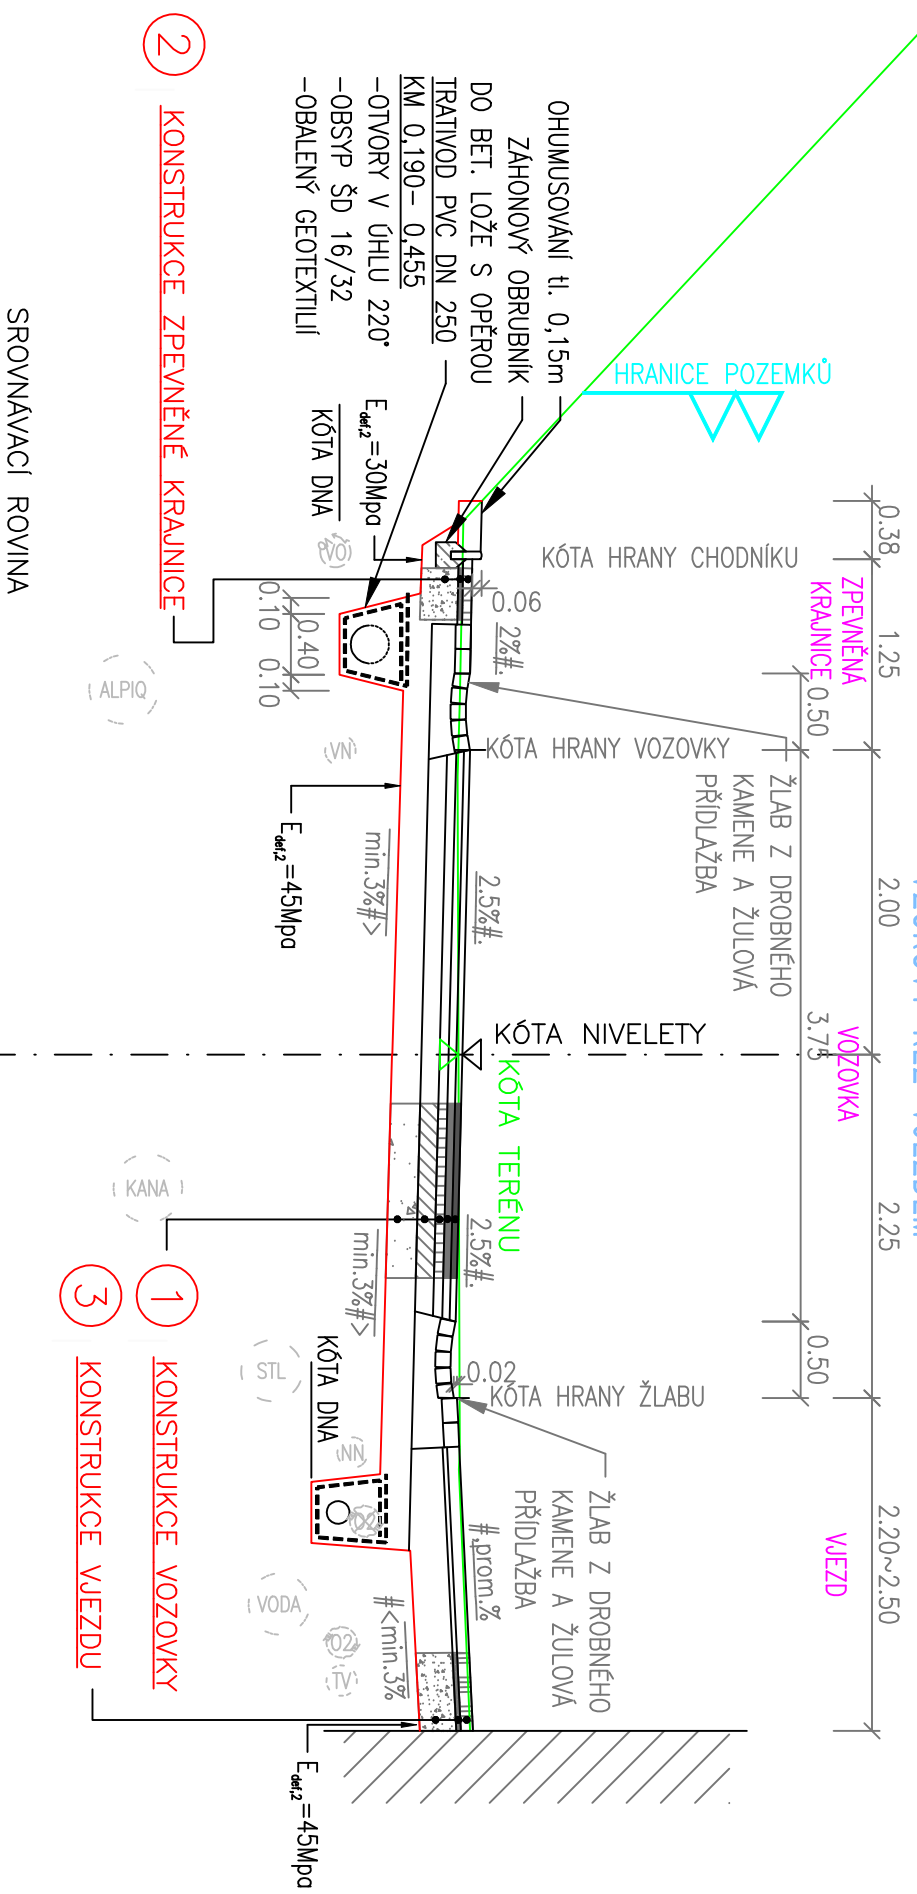 HRANICE POZEMKŮ
OHUMUSOVÁNÍ tl. 0,15m
ZÁHONOVÝ OBRUBNÍK
DO BET. LOŽE S OPĚROU
TRATIVOD PVC DN 250
KM 0,190– 0,455
–OTVORY V ÚHLU 220°
–OBSYP ŠD 16/32
–OBALENÝ GEOTEXTILIÍ
2
KONSTRUKCE ZPEVNĚNÉ KRAJNICE
SROVNÁVACÍ ROVINA
0.38
1.25
2.00
2.25
2.20~2.50
ZPEVNĚNÁ
KRAJNICE
VOZOVKA
VJEZD
0.50
3.75
0.50
ŽLAB Z DROBNÉHO
KAMENE A ŽULOVÁ
PŘÍDLAŽBA
KÓTA HRANY CHODNÍKU
0.06
2%#.
KÓTA HRANY VOZOVKY
2.5%#.
KÓTA NIVELETY
KÓTA TERÉNU
2.5%#.
0.02
KÓTA HRANY ŽLABU
ŽLAB Z DROBNÉHO
KAMENE A ŽULOVÁ
PŘÍDLAŽBA
#,prom.%
Edef,2=30Mpa
KÓTA DNA
0.40
0.10
0.10
ALPIQ
VN
Edef,2=45Mpa
min.3%#>
min.3%#>
KANA
STL
KÓTA DNA
NN
VODA
O2
TV
#<min.3%
Edef,2=45Mpa
1
KONSTRUKCE VOZOVKY
3
KONSTRUKCE VJEZDU